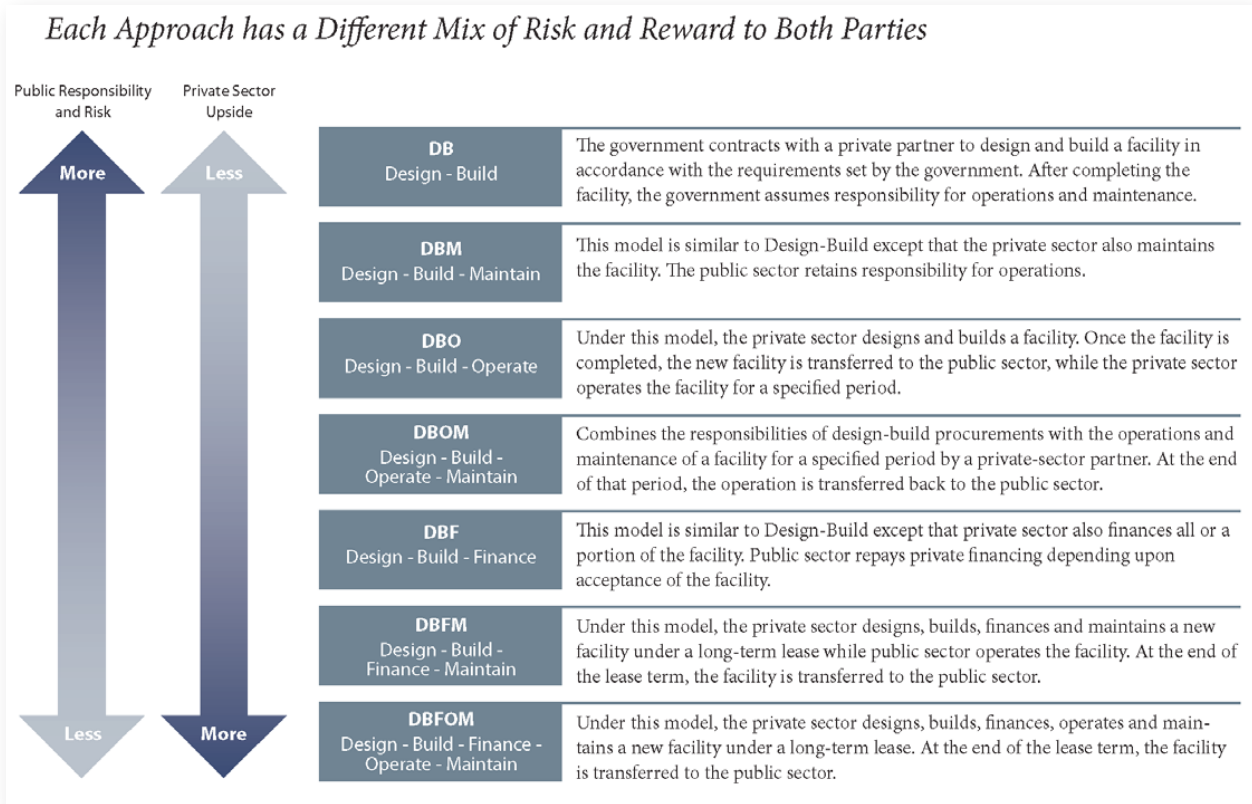 Each Approach has a Different Mix of Risk and Reward to Both Parties
Public Responsibility
and Risk
Private Sector
Upside
More
Less
DB
Design - Build
The government contracts with a private partner to design and build a facility in
accordance with the requirements set by the government. After completing the
facility, the government assumes responsibility for operations and maintenance.
DBM
Design - Build - Maintain
This model is similar to Design-Build except that the private sector also maintains
the facility. The public sector retains responsibility for operations.
DBO
Design - Build - Operate
Under this model, the private sector designs and builds a facility. Once the facility is
completed, the new facility is transferred to the public sector, while the private sector
operates the facility for a specified period.
DBOM
Design - Build -
Operate - Maintain
Combines the responsibilities of design-build procurements with the operations and
maintenance of a facility for a specified period by a private-sector partner. At the end
of that period, the operation is transferred back to the public sector.
DBF
Design - Build - Finance
This model is similar to Design-Build except that private sector also finances all or a
portion of the facility. Public sector repays private financing depending upon
acceptance of the facility.
DBFM
Design - Build -
Finance - Maintain
Under this model, the private sector designs, builds, finances and maintains a new
facility under a long-term lease while public sector operates the facility. At the end of
the lease term, the facility is transferred to the public sector.
Less
More
DBFOM
Design - Build - Finance -
Operate - Maintain
Under this model, the private sector designs, builds, finances, operates and main-
tains a new facility under a long-term lease. At the end of the lease term, the facility
is transferred to the public sector.